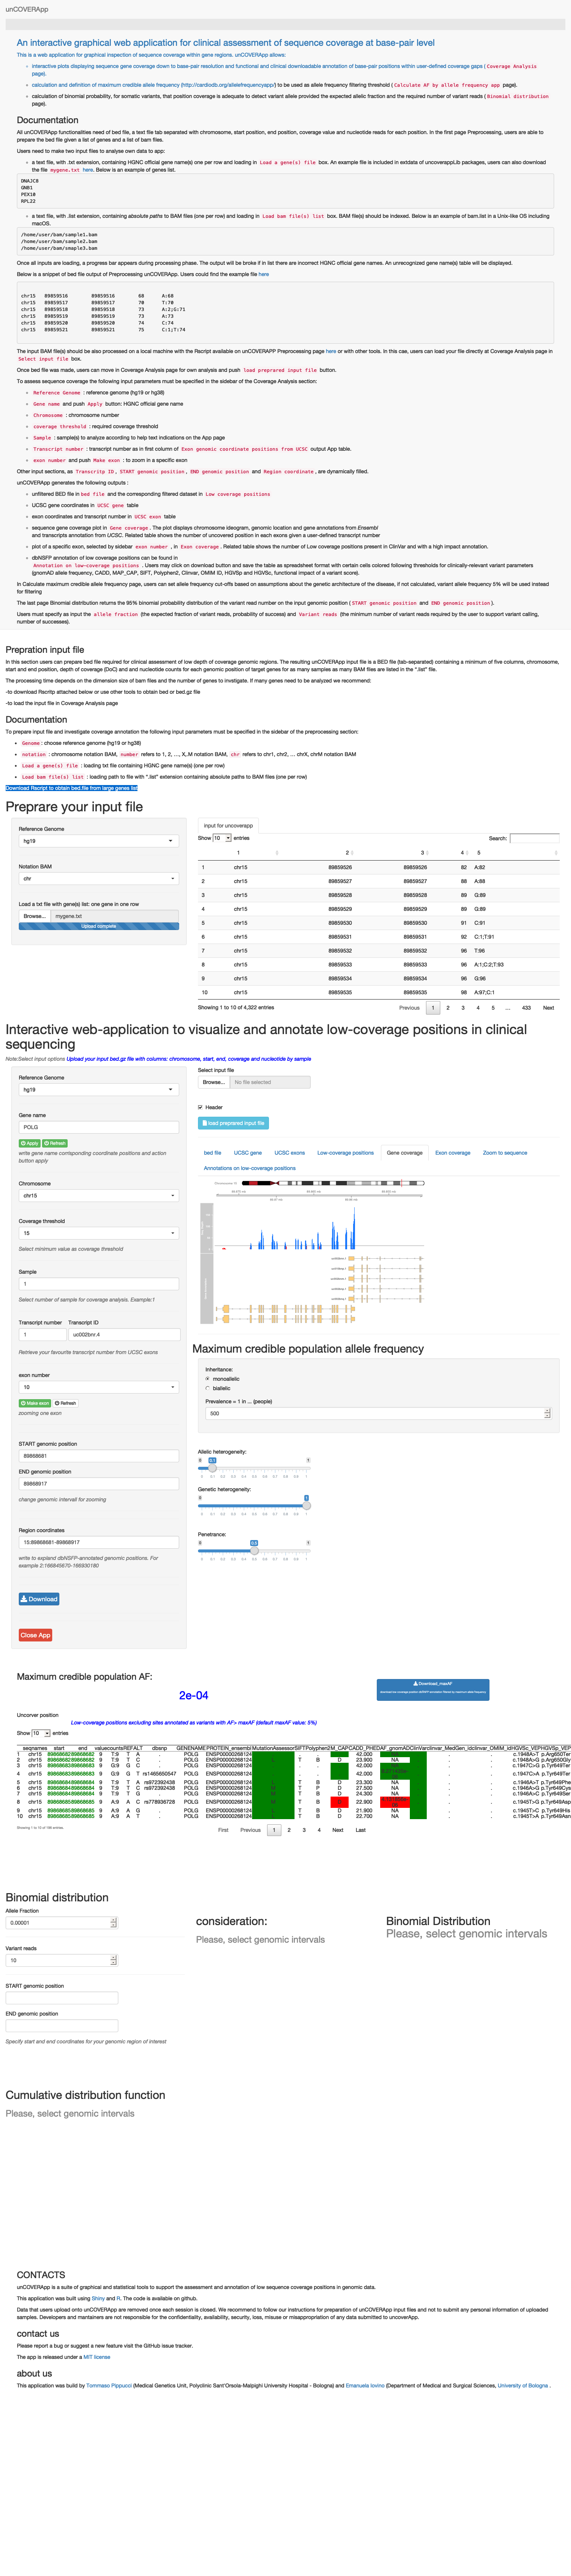 unCOVERApp
An interactive graphical web application for clinical assessment of sequence coverage at base-pair level
This is a web application for graphical inspection of sequence coverage within gene regions. unCOVERApp allows:
interactive plots displaying sequence gene coverage down to base-pair resolution and functional and clinical downloadable annotation of base-pair positions within user-defined coverage gaps ( Coverage Analysis
page).
calculation and definition of maximum credible allele frequency (http://cardiodb.org/allelefrequencyapp/) to be used as allele frequency filtering threshold ( Calculate AF by allele frequency app page).
calculation of binomial probability, for somatic variants, that position coverage is adequate to detect variant allele provided the expected allelic fraction and the required number of variant reads ( Binomial distribution
page).
Documentation
All unCOVERApp functionalities need of bed file, a text file tab separated with chromosome, start position, end position, coverage value and nucleotide reads for each position. In the first page Preprocessing, users are able to
prepare the bed file given a list of genes and a list of bam files.
Users need to make two input files to analyse own data to app:
a text file, with .txt extension, containing HGNC official gene name(s) one per row and loading in Load a gene(s) file box. An example file is included in extdata of uncoverappLib packages, users can also download
the file mygene.txt here. Below is an example of genes list.
DNAJC8
GNB1
PEX10
RPL22
a text file, with .list extension, containing absolute paths to BAM files (one per row) and loading in Load bam file(s) list box. BAM file(s) should be indexed. Below is an example of bam.list in a Unix-like OS including
macOS.
/home/user/bam/sample1.bam
/home/user/bam/sample2.bam
/home/user/bam/smaple3.bam
Once all inputs are loading, a progress bar appears during processing phase. The output will be broke if in list there are incorrect HGNC official gene names. An unrecognized gene name(s) table will be displayed.
Below is a snippet of bed file output of Preprocessing unCOVERApp. Users could find the example file here
chr15 89859516 89859516 68 A:68
chr15 89859517 89859517 70 T:70
chr15 89859518 89859518 73 A:2;G:71
chr15 89859519 89859519 73 A:73
chr15 89859520 89859520 74 C:74
chr15 89859521 89859521 75 C:1;T:74
The input BAM file(s) should be also processed on a local machine with the Rscript available on unCOVERAPP Preprocessing page here or with other tools. In this cas, users can load your file directly at Coverage Analysis page in
Select input file box.
Once bed file was made, users can move in Coverage Analysis page for own analysis and push load preprared input file button.
To assess sequence coverage the following input parameters must be specified in the sidebar of the Coverage Analysis section:
Reference Genome : reference genome (hg19 or hg38)
Gene name and push Apply button: HGNC official gene name
Chromosome : chromosome number
coverage threshold : required coverage threshold
Sample : sample(s) to analyze according to help text indications on the App page
Transcript number : transcript number as in first column of Exon genomic coordinate positions from UCSC output App table.
exon number and push Make exon : to zoom in a specific exon
Other input sections, as Transcritp ID, START genomic position, END genomic position and Region coordinate, are dynamically filled.
unCOVERApp generates the following outputs :
unfiltered BED file in bed file and the corresponding filtered dataset in Low coverage positions
UCSC gene coordinates in UCSC gene table
exon coordinates and transcript number in UCSC exon table
sequence gene coverage plot in Gene coverage. The plot displays chromosome ideogram, genomic location and gene annotations from Ensembl
and transcripts annotation from UCSC. Related table shows the number of uncovered position in each exons given a user-defined transcript number
plot of a specific exon, selected by sidebar exon number , in Exon coverage. Related table shows the number of Low coverage positions present in ClinVar and with a high impact annotation.
dbNSFP annotation of low coverage positions can be found in
Annotation on low-coverage positions . Users may click on download button and save the table as spreadsheet format with certain cells colored following thresholds for clinically-relevant variant parameters
(gnomAD allele frequency, CADD, MAP_CAP, SIFT, Polyphen2, Clinvar, OMIM ID, HGVSp and HGVSc, functional impact of a variant score).
In Calculate maximum credible allele frequency page, users can set allele frequency cut-offs based on assumptions about the genetic architecture of the disease, if not calculated, variant allele frequency 5% will be used instead
for filtering
The last page Binomial distribution returns the 95% binomial probability distribution of the variant read number on the input genomic position ( START genomic position and END genomic position).
Users must specify as input the allele fraction (the expected fraction of variant reads, probability of success) and Variant reads (the minimum number of variant reads required by the user to support variant calling,
number of successes).
Prepration input file
In this section users can prepare bed file required for clinical assessment of low depth of coverage genomic regions. The resulting unCOVERApp input file is a BED file (tab-separated) containing a minimum of five columns, chromosome,
start and end position, depth of coverage (DoC) and and nucleotide counts for each genomic position of target genes for as many samples as many BAM files are listed in the ".list" file.
The processing time depends on the dimension size of bam files and the number of genes to investigate. If many genes need to be analyzed we recommend:
-to download Rscritp attached below or use other tools to obtain bed or bed.gz file
-to load the input file in Coverage Analysis page
Documentation
To prepare input file and investigate coverage annotation the following input parameters must be specified in the sidebar of the preprocessing section:
Genome: choose reference genome (hg19 or hg38)
notation : chromosome notation BAM, number refers to 1, 2, ..., X,.M notation BAM, chr refers to chr1, chr2, ... chrX, chrM notation BAM
Load a gene(s) file : loading txt file containing HGNC gene name(s) (one per row)
Load bam file(s) list : loading path to file with ".list" extension containing absolute paths to BAM files (one per row)
Download Rscript to obtain bed.file from large genes list
Preprare your input file
Reference Genome
hg19
Notation BAM
chr
Load a txt file with gene(s) list: one gene in one row
Browse... mygene.txt
Upload complete
input for uncoverapp
Show 10 entries Search:
1 2 3 4 5
1 chr15 89859526 89859526 82 A:82
2 chr15 89859527 89859527 88 A:88
3 chr15 89859528 89859528 89 G:89
4 chr15 89859529 89859529 89 G:89
5 chr15 89859530 89859530 91 C:91
6 chr15 89859531 89859531 92 C:1;T:91
7 chr15 89859532 89859532 96 T:96
8 chr15 89859533 89859533 96 A:1;C:2;T:93
9 chr15 89859534 89859534 96 G:96
10 chr15 89859535 89859535 98 A:97;C:1
Showing 1 to 10 of 4,322 entries Previous 1 2 3 4 5 ... 433 Next
Interactive web-application to visualize and annotate low-coverage positions in clinical
sequencing
Note:Select input options Upload your input bed.gz file with columns: chromosome, start, end, coverage and nucleotide by sample
Reference Genome
hg19
Gene name
POLG
Apply Refresh
write gene name corrisponding coordinate positions and action
button apply
Chromosome
chr15
Coverage threshold
15
Select minimum value as coverage threshold
Sample
1
Select number of sample for coverage analysis. Example:1
Transcript number Transcript ID
1 uc002bnr.4
Retrieve your favourite transcript number from UCSC exons
exon number
10
Make exon Refresh
zooming one exon
START genomic position
89868681
END genomic position
89868917
change genomic intervall for zooming
Region coordinates
15:89868681-89868917
write to expland dbNSFP-annotated genomic positions. For
example 2:166845670-166930180
Download
Close App
Select input file
Browse... No file selected
Header
load preprared input file
bed file UCSC gene UCSC exons Low-coverage positions Gene coverage Exon coverage Zoom to sequence
Annotations on low-coverage positions
Maximum credible population allele frequency
Inheritance:
monoallelic
biallelic
Prevalence = 1 in ... (people)
500
Allelic heterogeneity:
0 0.1 1
0 0.1 0.2 0.3 0.4 0.5 0.6 0.7 0.8 0.9 1
Genetic heterogeneity:
0 1
0 0.1 0.2 0.3 0.4 0.5 0.6 0.7 0.8 0.9 1
Penetrance:
0 0.5 1
0 0.1 0.2 0.3 0.4 0.5 0.6 0.7 0.8 0.9 1
Maximum credible population AF:
2e-04
Download_maxAF
Uncorver position
Low-coverage positions excluding sites annotated as variants with AF> maxAF (default maxAF value: 5%)
Show 10 entries
Showing 1 to 10 of 190 entries
First Previous 1 2 3 4 Next Last
Binomial distribution
Allele Fraction
0.00001
Variant reads
10
START genomic position
END genomic position
Specify start and end coordinates for your genomic region of interest
consideration:
Please, select genomic intervals
Binomial Distribution
Please, select genomic intervals
Cumulative distribution function
Please, select genomic intervals
CONTACTS
unCOVERApp is a suite of graphical and statistical tools to support the assessment and annotation of low sequence coverage positions in genomic data.
This application was built using Shiny and R. The code is available on github.
Data that users upload onto unCOVERApp are removed once each session is closed. We recommend to follow our instructions for preparation of unCOVERApp input files and not to submit any personal information of uploaded
samples. Developers and mantainers are not responsible for the confidentiality, availability, security, loss, misuse or misappropriation of any data submitted to uncoverApp.
contact us
Please report a bug or suggest a new feature visit the GitHub issue tracker.
The app is released under a MIT license
about us
This application was build by Tommaso Pippucci (Medical Genetics Unit, Polyclinic Sant'Orsola-Malpighi University Hospital - Bologna) and Emanuela Iovino (Department of Medical and Surgical Sciences, University of Bologna .